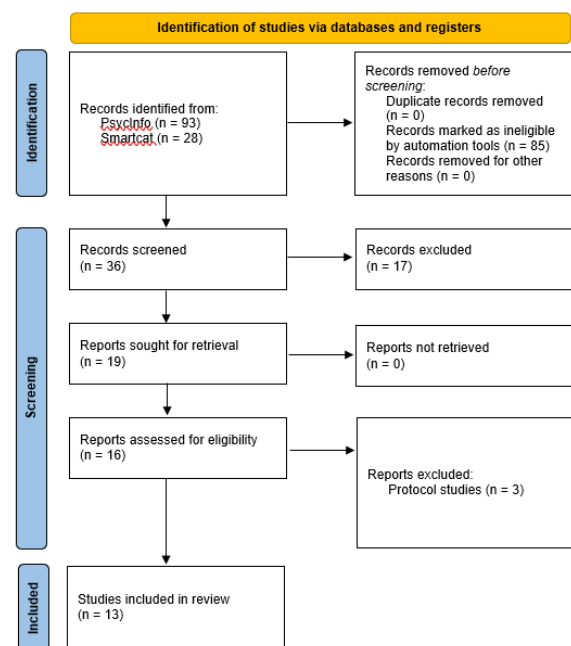 Identification of studies via databases and registers
Identification
Records identified from:
PsycInfo (n = 93)
Smartcat (n = 28)
Records removed before
screening:
Duplicate records removed
(n = 0)
Records marked as ineligible
by automation tools (n = 85)
Records removed for other
reasons (n = 0)
Screening
Records screened
(n = 36)
Records excluded
(n = 17)
Reports sought for retrieval
(n = 19)
Reports not retrieved
(n = 0)
Reports assessed for eligibility
(n = 16)
Reports excluded:
Protocol studies (n = 3)
Included
Studies included in review
(n = 13)